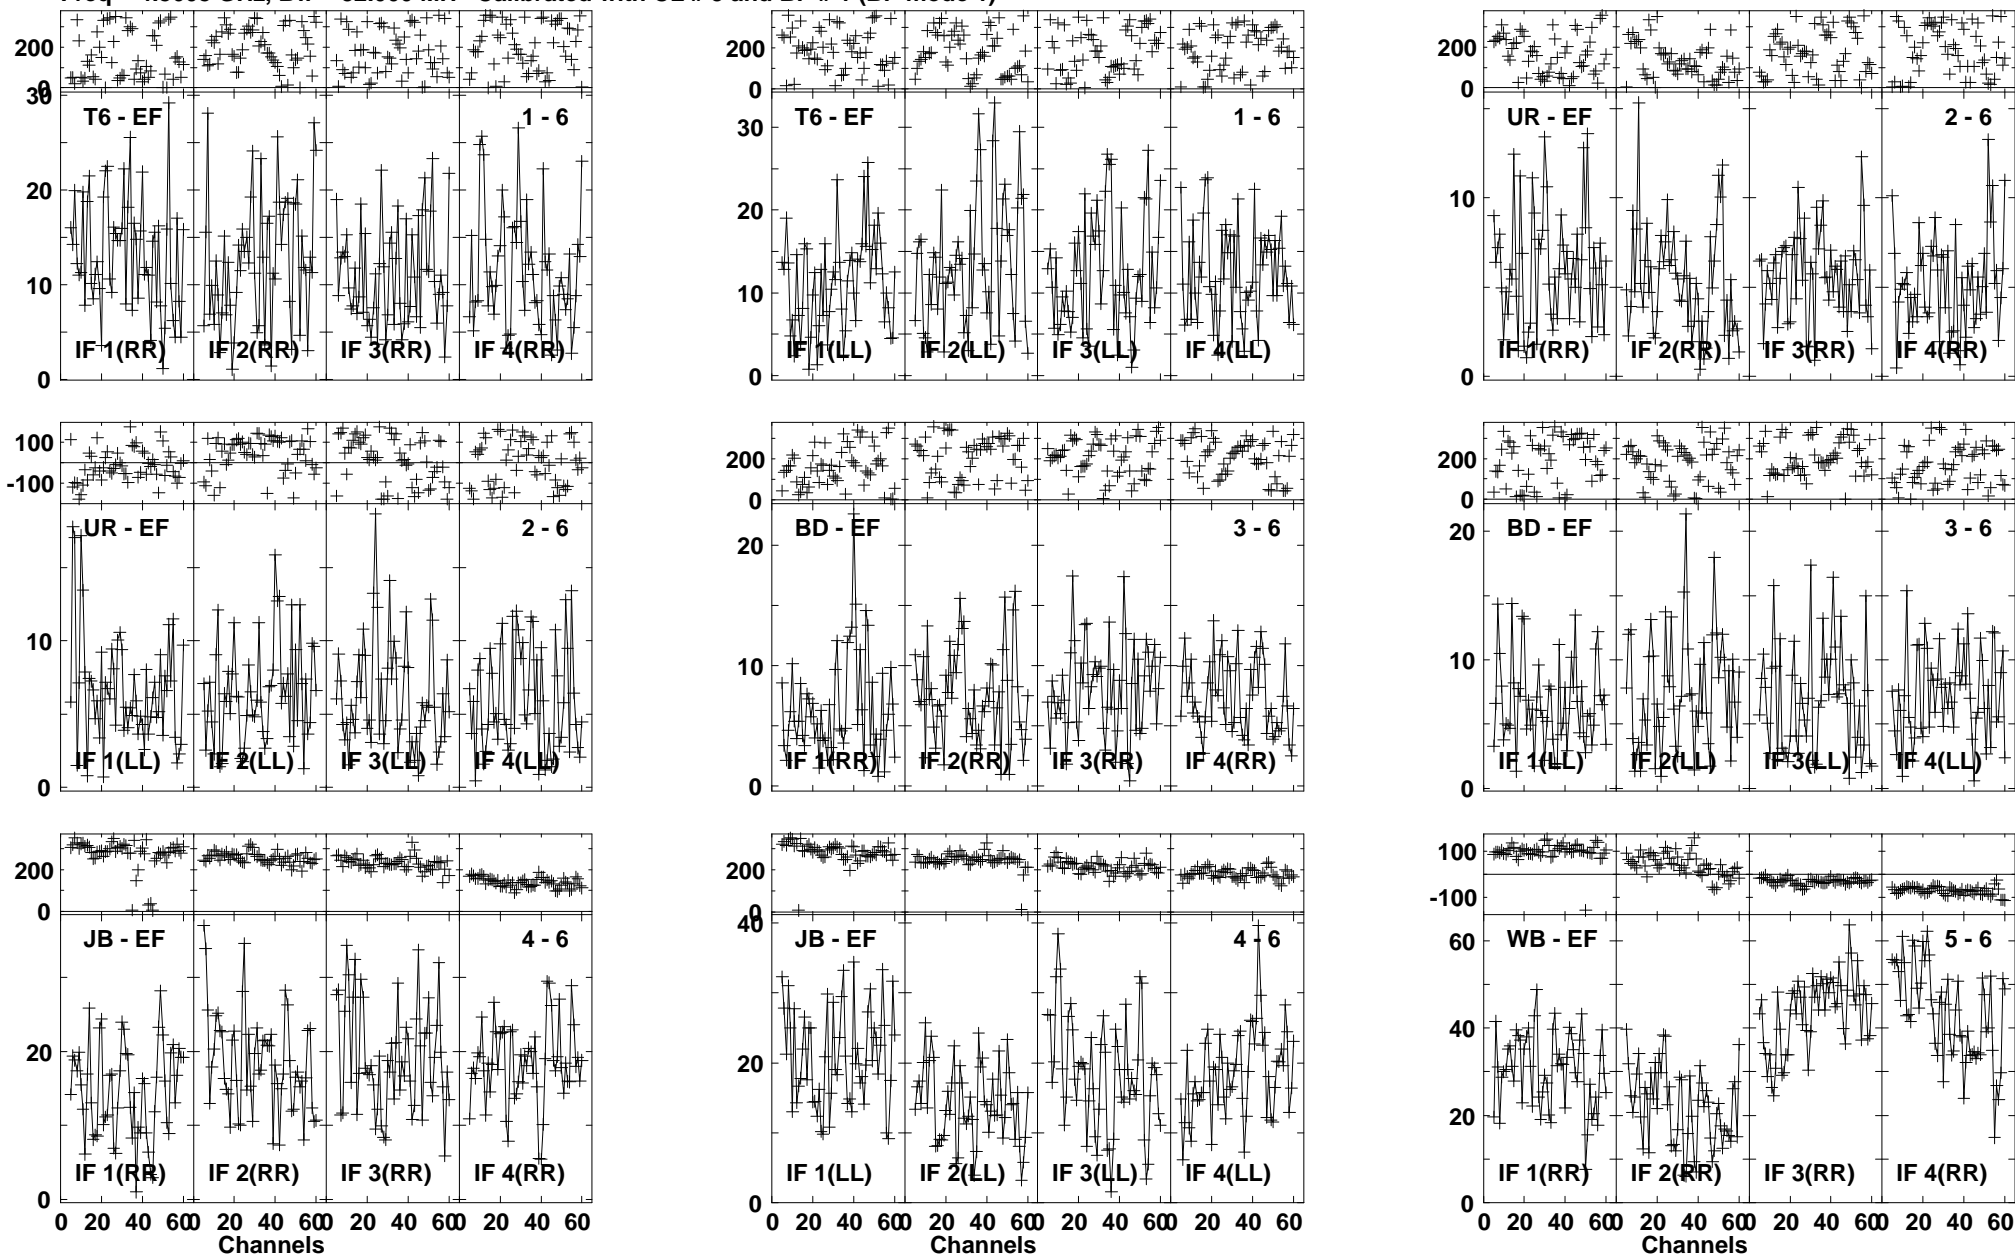 200 0 200 0 200 0
30 T6 - EF 1 - 6 T6 - EF 1 - 6 UR - EF 2 - 6
30
20 20 10
10 10
IF 1(RR) IF 2(RR) IF 3(RR) IF 4(RR) IF 1(LL) IF 2(LL) IF 3(LL) IF 4(LL) IF 1(RR) IF 2(RR) IF 3(RR) IF 4(RR)
0 0 0
100 -100 200 0 200 0
UR - EF 2 - 6 BD - EF 3 - 6 BD - EF 3 - 6
20 20
10 10 10
IF 1(LL) IF 2(LL) IF 3(LL) IF 4(LL) IF 1(RR) IF 2(RR) IF 3(RR) IF 4(RR) IF 1(LL) IF 2(LL) IF 3(LL) IF 4(LL)
0 0 0
200 0 200 0 100 -100
JB - EF 4 - 6 40 JB - EF 4 - 6 60 WB - EF 5 - 6
40
20 20 20
IF 1(RR) IF 2(RR) IF 3(RR) IF 4(RR) IF 1(LL) IF 2(LL) IF 3(LL) IF 4(LL) IF 1(RR) IF 2(RR) IF 3(RR) IF 4(RR)
0 0 0
0 20 40 60 0 20 40 60 0 20 40 60 0 20 40 60 0 20 40 60 0 20 40 60 0 20 40 60 0 20 40 60 0 20 40 60 0 20 40 60 0 20 40 60 0 20 40 60
Channels Channels Channels